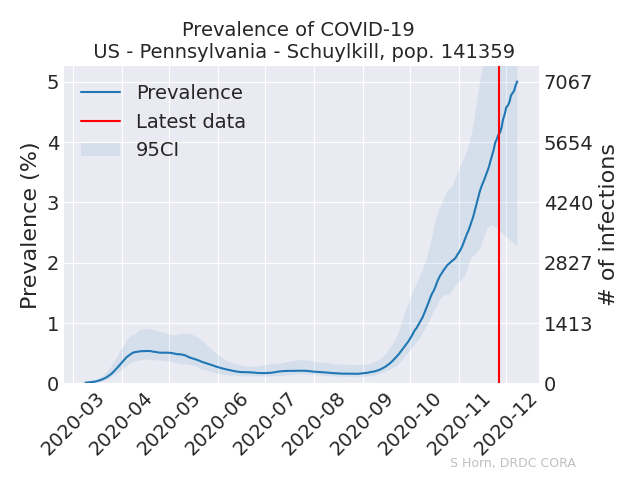 Prevalence of COVID-19
US - Pennsylvania - Schuylkill, pop. 141359
Prevalence
Latest data
95CI
Prevalence (%)
5
4
3
2
1
0
7067
5654
4240
2827
1413
0
# of infections
2020-03
2020-04
2020-05
2020-06
2020-07
2020-08
2020-09
2020-10
2020-11
2020-12
S Horn, DRDC CORA